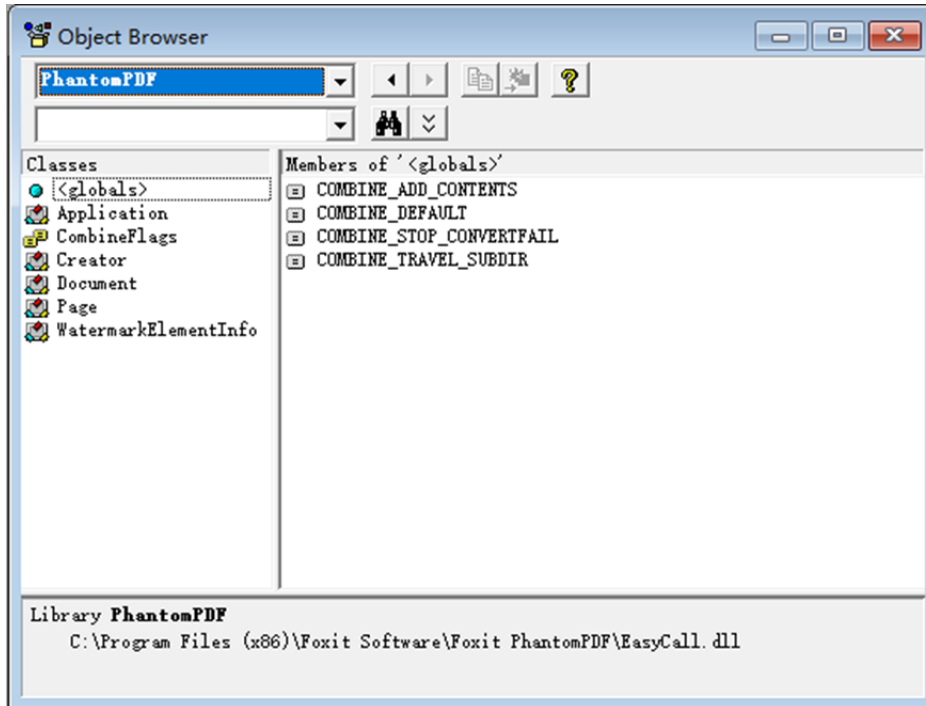 Object Browser
PhantomPDF
Classes
<globals>
Application
CombineFlags
Creator
Document
Page
WatermarkElementInfo
Members of '<globals>'
COMBINE_ADD_CONTENTS
COMBINE_DEFAULT
COMBINE_STOP_CONVERTFAIL
COMBINE_TRAVEL_SUBDIR
Library PhantomPDF
C:\Program Files (x86)\Foxit Software\Foxit PhantomPDF\EasyCall.dll